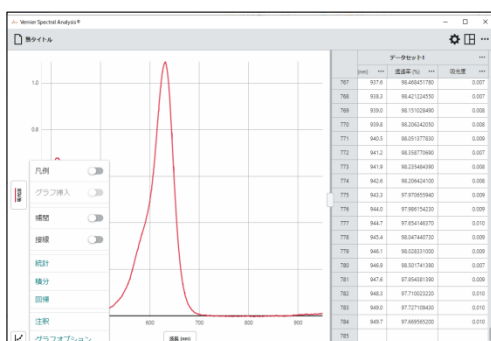 Vernier Spectral Analysis®
無タイトル
データセット1
(nm) 透過率 (%) 吸光度
767 937.6 98.468451780 0.007
768 938.3 98.421224550 0.007
769 939.0 98.151028490 0.008
770 939.8 98.206242050 0.008
771 940.5 98.051377830 0.009
772 941.2 98.358770690 0.007
773 941.9 98.235484390 0.008
774 942.6 98.206424100 0.008
775 943.3 97.970655940 0.009
776 944.0 97.986154230 0.009
777 944.7 97.654146370 0.010
778 945.4 98.047440730 0.009
779 946.1 98.028331000 0.009
780 946.9 98.501741390 0.007
781 947.6 97.894381390 0.009
782 948.3 97.710023220 0.010
783 949.0 97.727109430 0.010
784 949.7 97.669565200 0.010
785
1.0
0.8
吸光度
凡例
グラフ挿入
補間
接線
統計
積分
回帰
注釈
グラフオプション
600 700 800 900
波長 (nm)